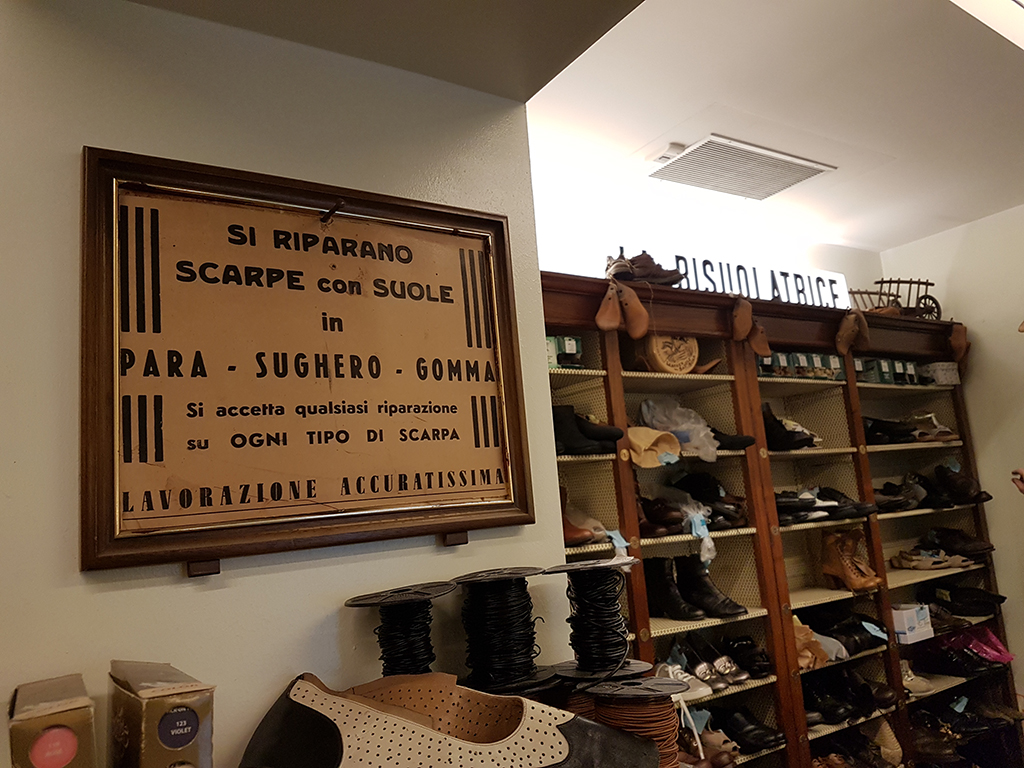 SI RIPARANO
SCARPE con SUOLE
in
PARA - SUGHERO - GOMMA
Si accetta qualsiasi riparazione
su OGNI TIPO DI SCARPA
LAVORAZIONE ACCURATISSIMA
RISUOLATRICE
123
VIOLET